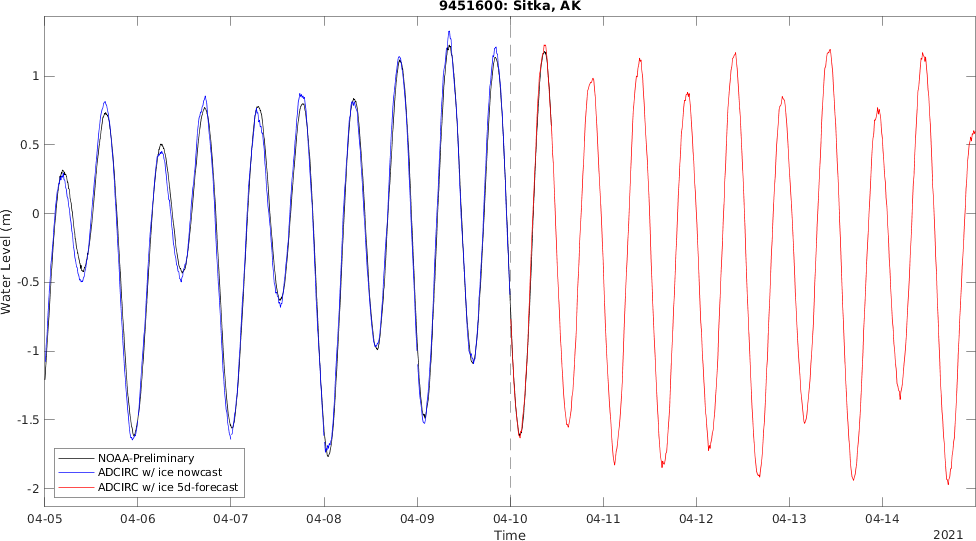 9451600: Sitka, AK
Water Level (m)
1
0.5
0
-0.5
-1
-1.5
-2
NOAA-Preliminary
ADCIRC w/ ice nowcast
ADCIRC w/ ice 5d-forecast
04-05 04-06 04-07 04-08 04-09 04-10 04-11 04-12 04-13 04-14
Time
2021